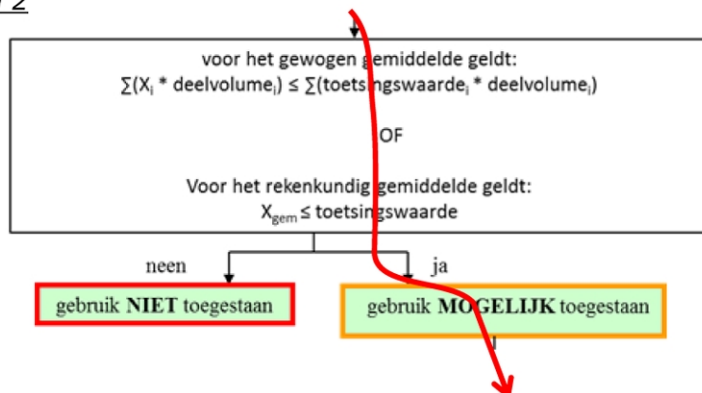 voor het gewogen gemiddelde geldt:
∑(Xi * deelvolumei) ≤ ∑(toetsingswaardei * deelvolumei)
OF
Voor het rekenkundig gemiddelde geldt:
Xgem ≤ toetsingswaarde
neen
ja
gebruik NIET toegestaan
gebruik MOGELIJK toegestaan